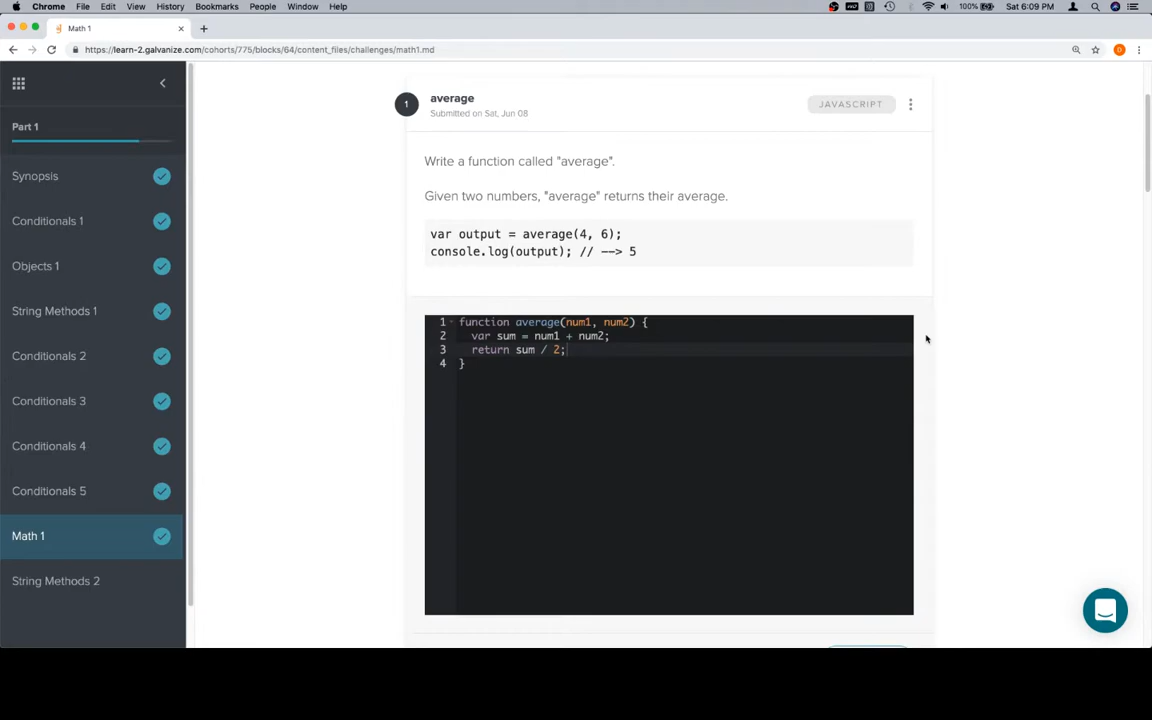 Chrome File Edit View History Bookmarks People Window Help 100% Sat 6:09 PM
Math 1
https://learn-2.galvanize.com/cohorts/775/blocks/64/content_files/challenges/math1.md
Part 1
Synopsis
Conditionals 1
Objects 1
String Methods 1
Conditionals 2
Conditionals 3
Conditionals 4
Conditionals 5
Math 1
String Methods 2
1 average JAVASCRIPT
Submitted on Sat, Jun 08
Write a function called "average".
Given two numbers, "average" returns their average.
var output = average(4, 6);
console.log(output); // --> 5
1 function average(num1, num2) {
2 var sum = num1 + num2;
3 return sum / 2;
4 }